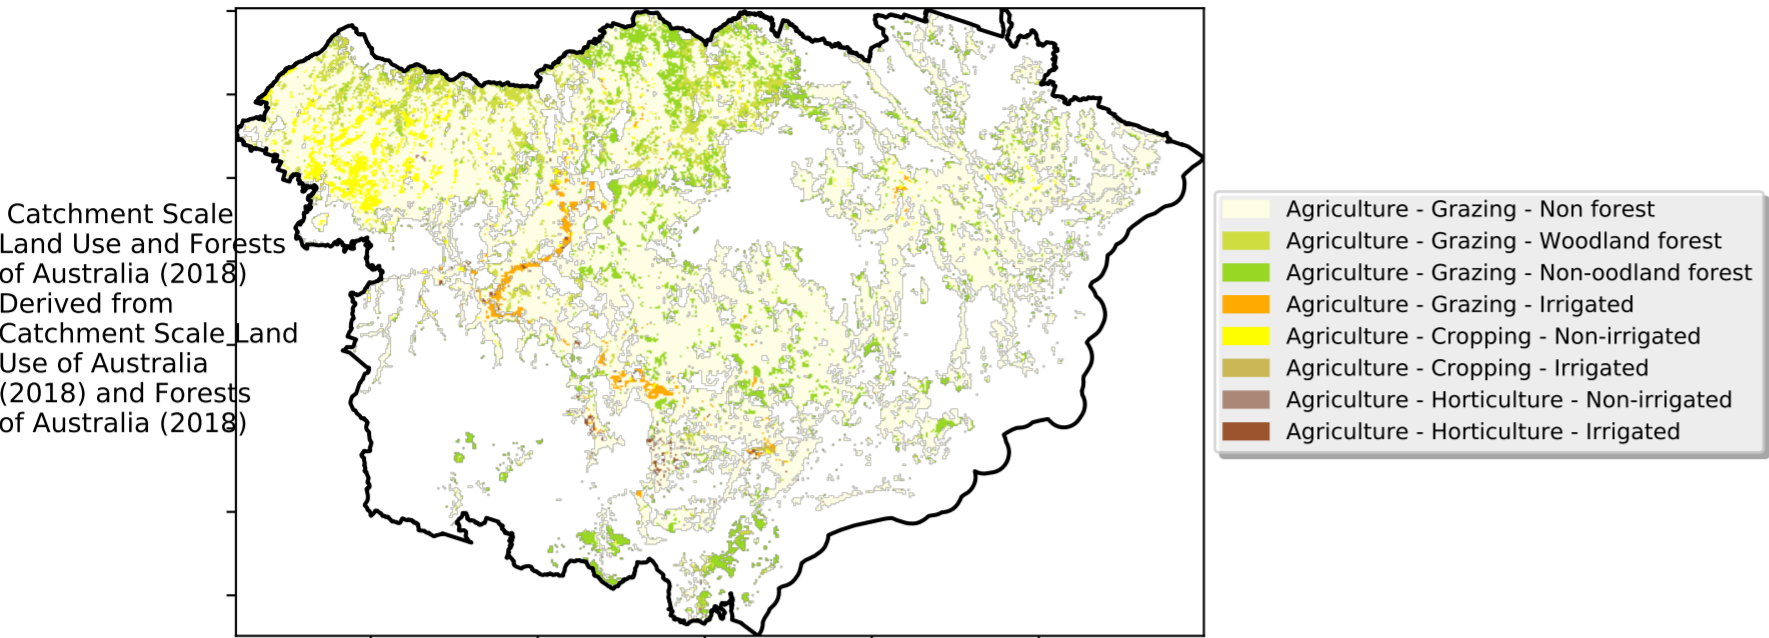 Catchment Scale
Land Use and Forests
of Australia (2018)
Derived from
Catchment Scale Land
Use of Australia
(2018) and Forests
of Australia (2018)
Agriculture - Grazing - Non forest
Agriculture - Grazing - Woodland forest
Agriculture - Grazing - Non-oodland forest
Agriculture - Grazing - Irrigated
Agriculture - Cropping - Non-irrigated
Agriculture - Cropping - Irrigated
Agriculture - Horticulture - Non-irrigated
Agriculture - Horticulture - Irrigated